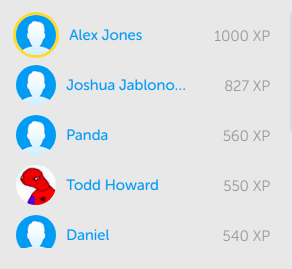 Alex Jones 1000 XP
Joshua Jablono... 827 XP
Panda 560 XP
Todd Howard 550 XP
Daniel 540 XP